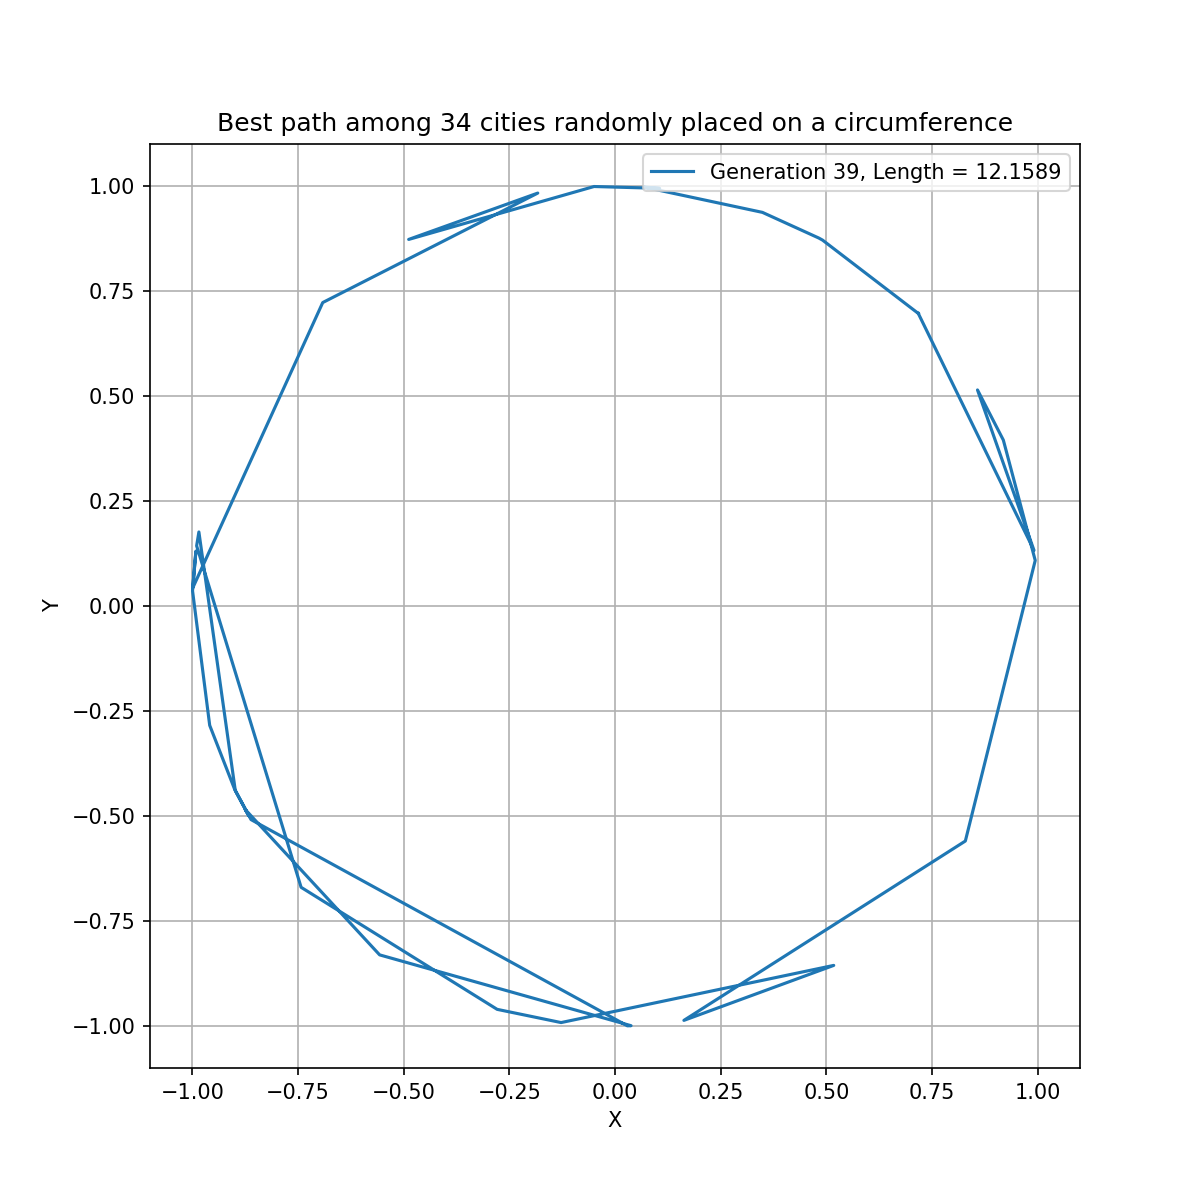 Best path among 34 cities randomly placed on a circumference
Generation 39, Length = 12.1589
1.00
0.75
0.50
0.25
0.00
−0.25
−0.50
−0.75
−1.00
Y
−1.00 −0.75 −0.50 −0.25 0.00 0.25 0.50 0.75 1.00
X